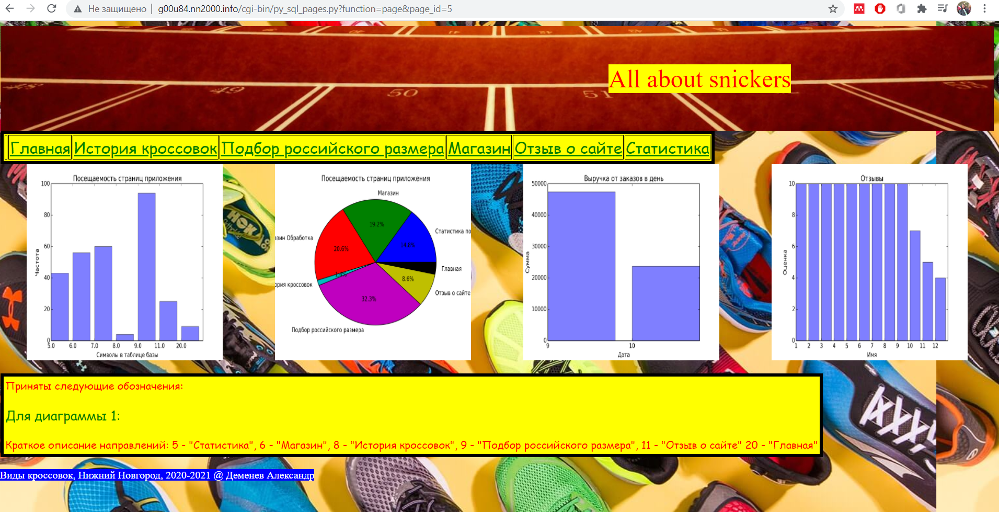 Не защищено | g00u84.nn2000.info/cgi-bin/py_sql_pages.py?function=page&page_id=5
50
51
All about snickers
Главная История кроссовок Подбор российского размера Магазин Отзыв о сайте Статистика
Посещаемость страниц приложения
100
80
60
40
20
0
Частота
5.0 6.0 7.0 8.0 9.0 11.0 20.0
Символы в таблице базы
Посещаемость страниц приложения
Магазин
19.2%
Статистика по
14.8%
зин Обработка
20.6%
Главная
8.6%
ория кроссовок
Отзыв о сайте
32.3%
Подбор российского размера
Выручка от заказов в день
50000
40000
30000
20000
10000
0
Сумма
9 10
Дата
Отзывы
10
8
6
4
2
0
Оценка
1 2 3 4 5 6 7 8 9 10 11 12
Имя
Приняты следующие обозначения:
Для диаграммы 1:
Краткое описание направлений: 5 - "Статистика", 6 - "Магазин", 8 - "История кроссовок", 9 - "Подбор российского размера", 11 - "Отзыв о сайте" 20 - "Главная"
Виды кроссовок, Нижний Новгород, 2020-2021 @ Деменев Александр